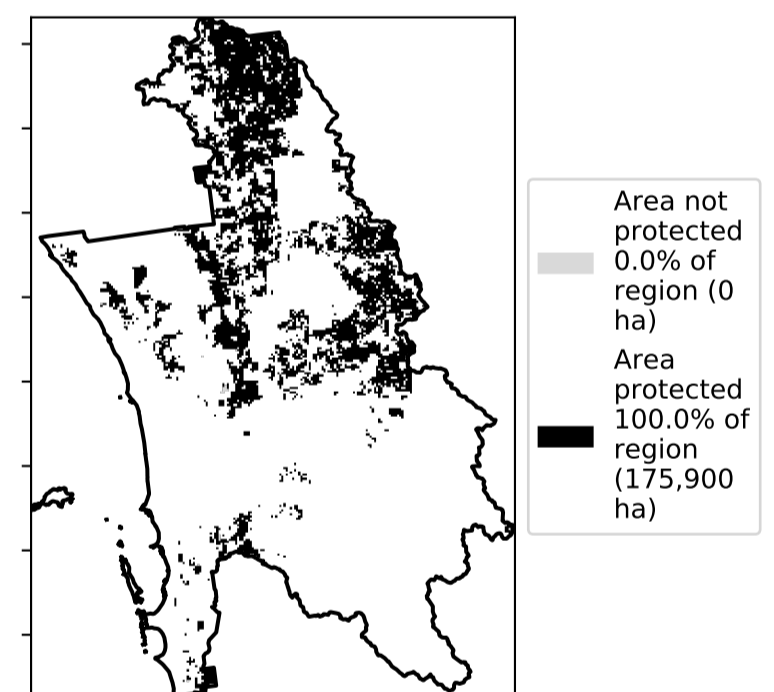 Area not
protected
0.0% of
region (0
ha)
Area
protected
100.0% of
region
(175,900
ha)